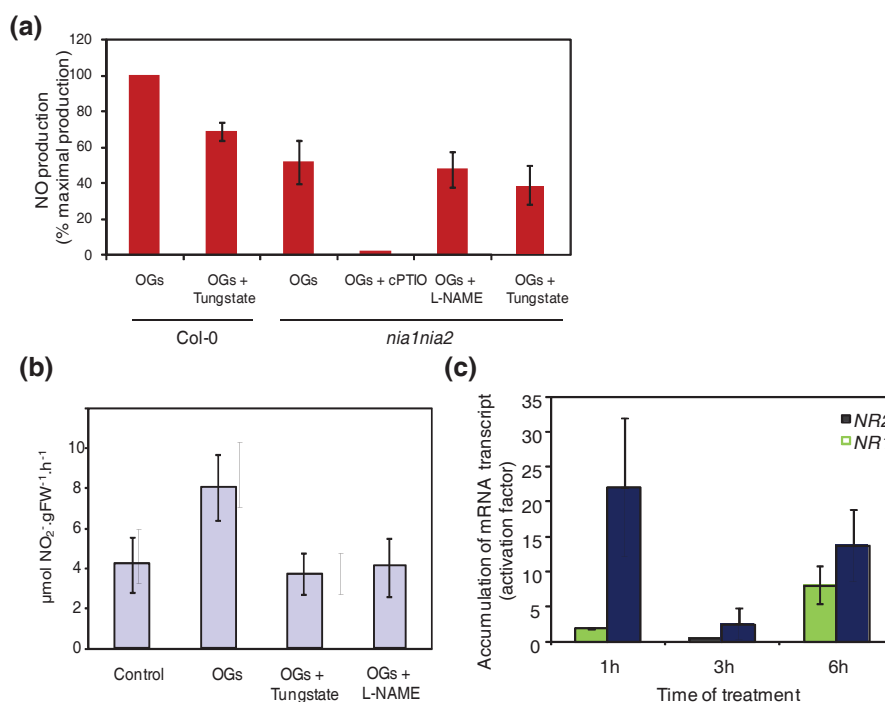 (a)
NO production
(% maximal production)
120
100
80
60
40
20
0
OGs
OGs +
Tungstate
OGs
OGs + cPTIO
OGs +
L-NAME
OGs +
Tungstate
Col-0
nia1nia2
(b)
µmol NO₂⁻.gFW⁻¹.h⁻¹
10
8
6
4
2
0
Control
OGs
OGs +
Tungstate
OGs +
L-NAME
(c)
Accumulation of mRNA transcript
(activation factor)
35
30
25
20
15
10
5
0
NR2
NR1
1h
3h
6h
Time of treatment